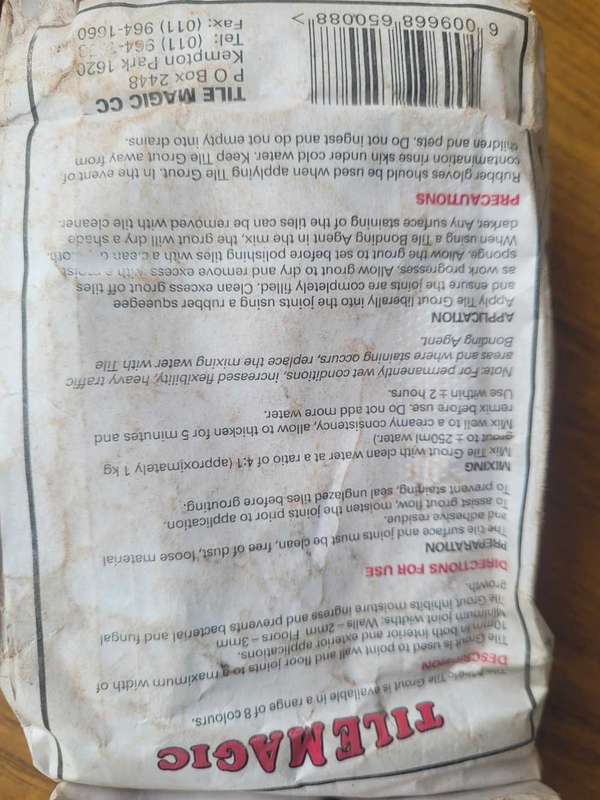 TILE MAGIC
Tile Grout is available in a range of 8 colours.
DESCRIPTION
Tile Grout is used to point wall and floor joints to a maximum width of
10mm in both interior and exterior applications.
Minimum joint widths: Walls – 2mm Floors – 3mm
Tile Grout inhibits moisture ingress and prevents bacterial and fungal
growth.
DIRECTIONS FOR USE
PREPARATION
The tile surface and joints must be clean, free of dust, loose material
and adhesive residue.
To assist grout flow, moisten the joints prior to application.
To prevent staining, seal unglazed tiles before grouting.
MIXING
Mix Tile Grout with clean water at a ratio of 4:1 (approximately 1 kg
grout to ± 250ml water.)
Mix well to a creamy consistency, allow to thicken for 5 minutes and
remix before use. Do not add more water.
Use within ± 2 hours.
Note: For permanently wet conditions, increased flexibility, heavy traffic
areas and where staining occurs, replace the mixing water with Tile
Bonding Agent.
APPLICATION
Apply Tile Grout liberally into the joints using a rubber squeegee
and ensure the joints are completely filled. Clean excess grout off tiles
as work progresses. Allow grout to dry and remove excess with a moist
sponge. Allow the grout to set before polishing tiles with a clean
When using a Tile Bonding Agent in the mix, the grout will dry a shade
darker. Any surface staining of the tiles can be removed with tile cleaner.
PRECAUTIONS
Rubber gloves should be used when applying Tile Grout. In the event of
contamination rinse skin under cold water. Keep Tile Grout away from
children and pets. Do not ingest and do not empty into drains.
TILE MAGIC CC
P O Box 2448
Kempton Park 1620
Tel: (011) 964-
Fax: (011) 964-1660
6 009668 650088 >